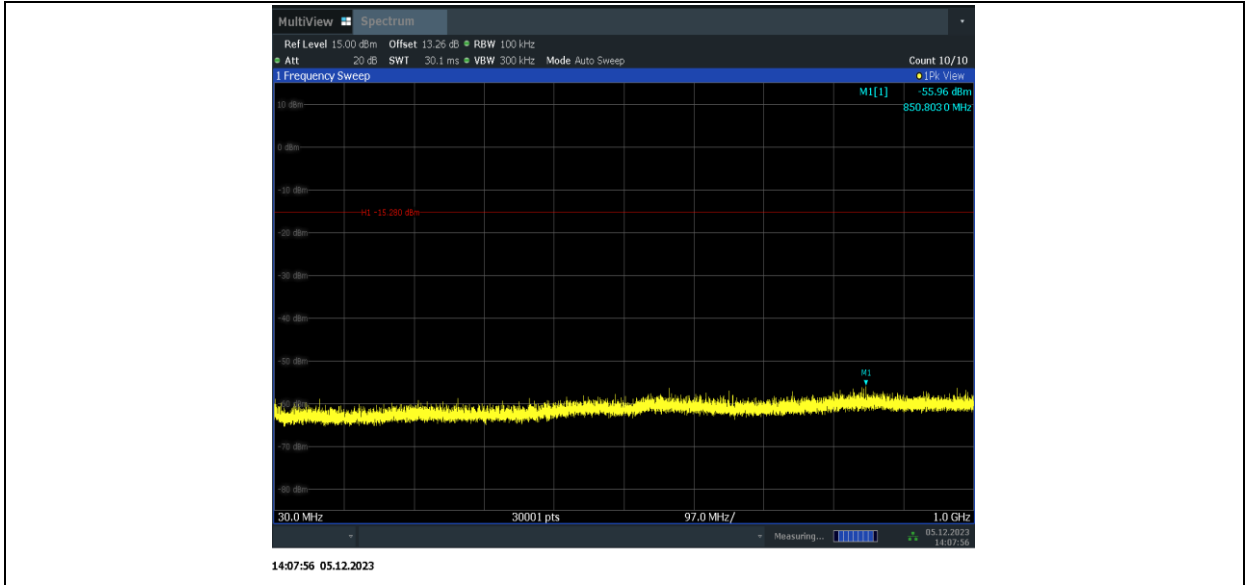 MultiView Spectrum
Ref Level 15.00 dBm Offset 13.26 dB RBW 100 kHz
Att 20 dB SWT 30.1 ms VBW 300 kHz Mode Auto Sweep Count 10/10
1 Frequency Sweep 1Pk View
M1[1] -55.96 dBm
850.8030 MHz
10 dBm
0 dBm
-10 dBm
H1 -15.280 dBm
-20 dBm
-30 dBm
-40 dBm
-50 dBm
M1
-60 dBm
-70 dBm
-80 dBm
30.0 MHz 30001 pts 97.0 MHz/ 1.0 GHz
Measuring... 05.12.2023
14:07:56
14:07:56 05.12.2023